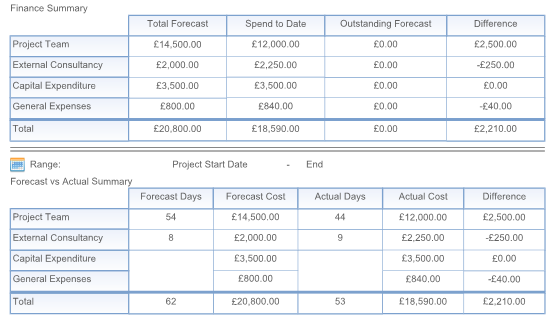 Finance Summary
Total Forecast Spend to Date Outstanding Forecast Difference
Project Team £14,500.00 £12,000.00 £0.00 £2,500.00
External Consultancy £2,000.00 £2,250.00 £0.00 -£250.00
Capital Expenditure £3,500.00 £3,500.00 £0.00 £0.00
General Expenses £800.00 £840.00 £0.00 -£40.00
Total £20,800.00 £18,590.00 £0.00 £2,210.00
Range: Project Start Date - End
Forecast vs Actual Summary
Forecast Days Forecast Cost Actual Days Actual Cost Difference
Project Team 54 £14,500.00 44 £12,000.00 £2,500.00
External Consultancy 8 £2,000.00 9 £2,250.00 -£250.00
Capital Expenditure £3,500.00 £3,500.00 £0.00
General Expenses £800.00 £840.00 -£40.00
Total 62 £20,800.00 53 £18,590.00 £2,210.00